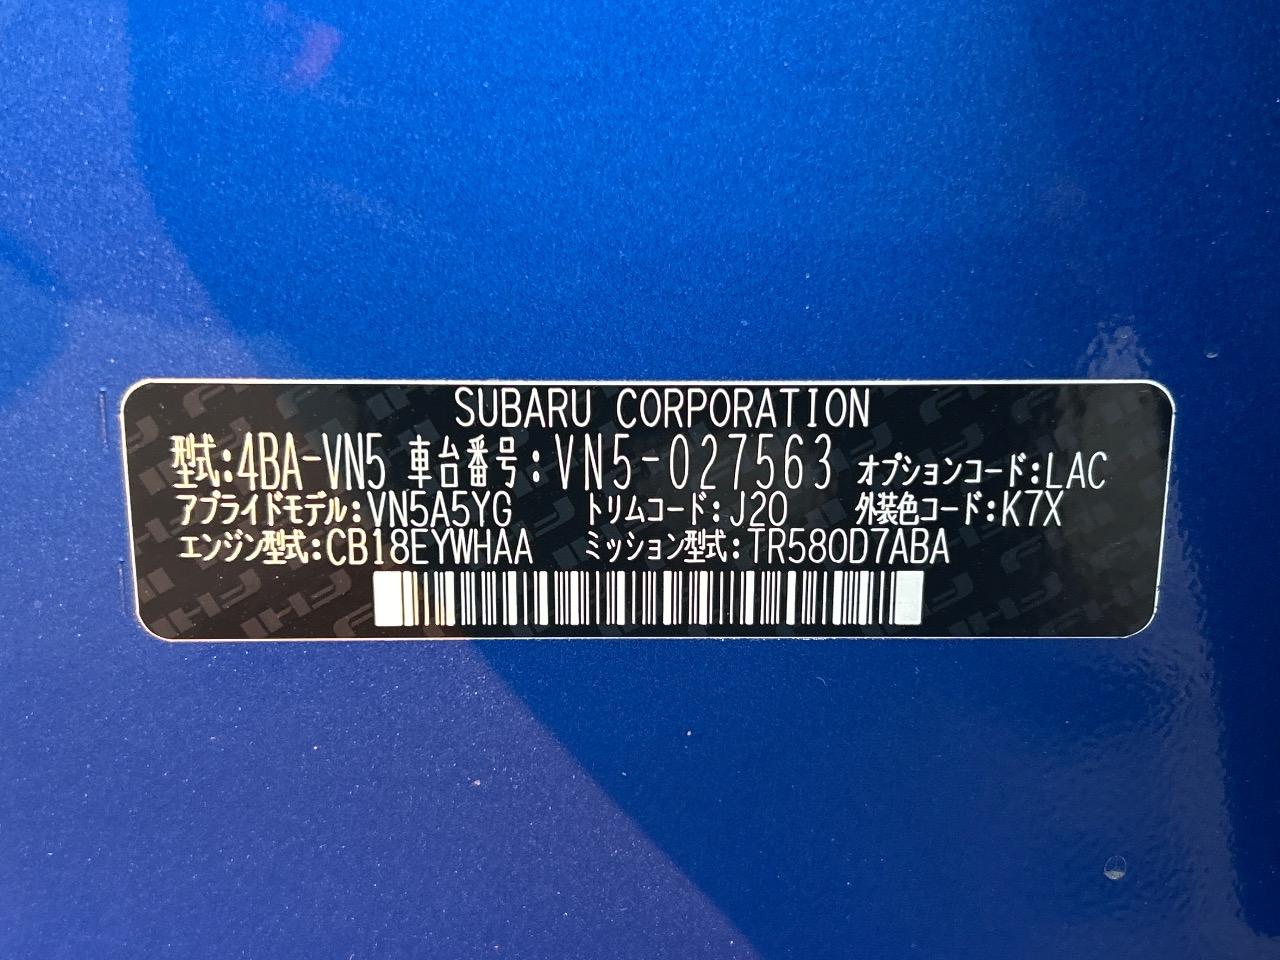 SUBARU CORPORATION
型式:4BA-VN5 車台番号:VN5-027563 オプションコード:LAC
アプライドモデル:VN5A5YG トリムコード:J20 外装色コード:K7X
エンジン型式:CB18EYWHAA ミッション型式:TR580D7ABA